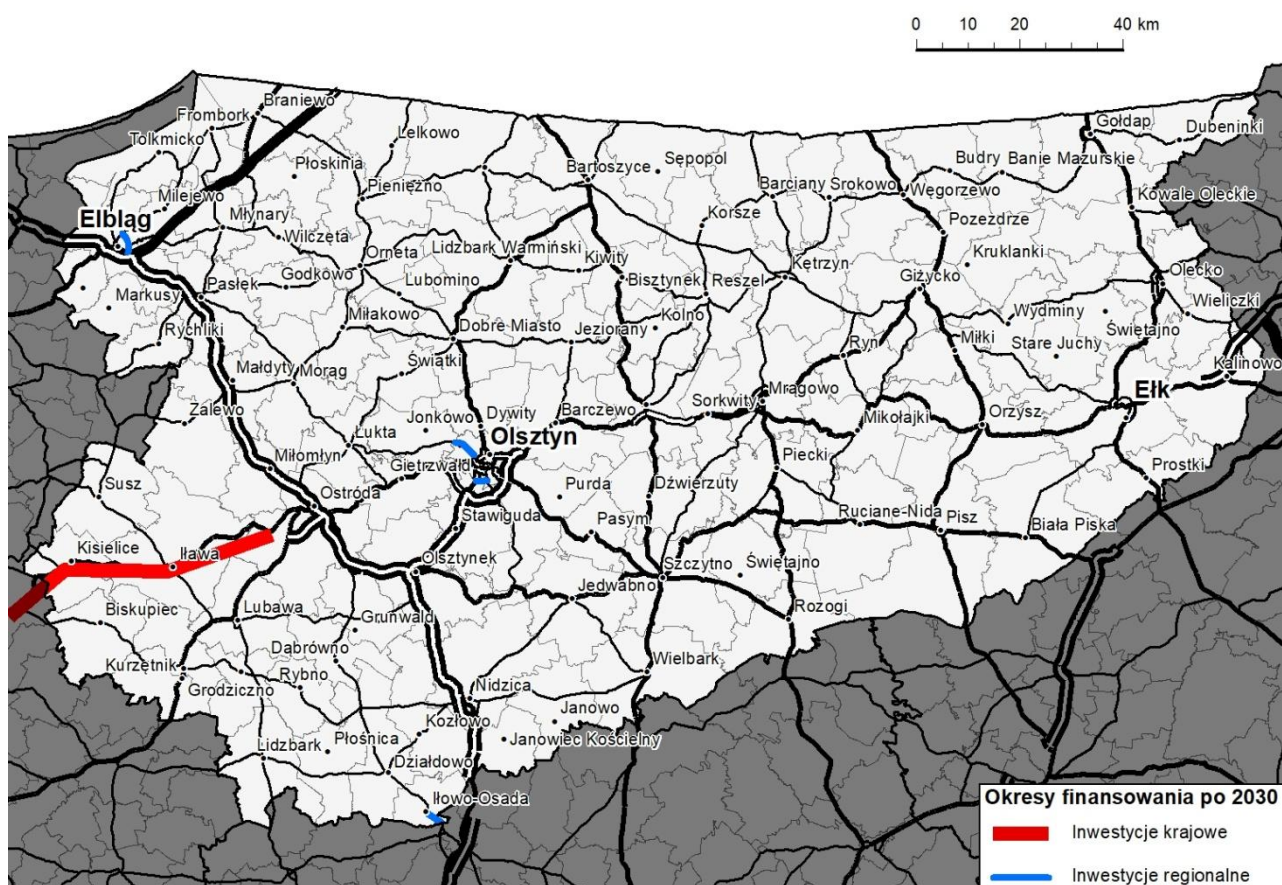 0 10 20 40 km
Braniewo
Frombork
Tolkmicko
Lelkowo
Gołdap
Dubeninki
Płoskinia
Bartoszyce
Sępopol
Budry
Banie Mazurskie
Milejewo
Pieniężno
Barciany
Srokowo
Węgorzewo
Kowale Oleckie
Elbląg
Młynary
Korsze
Pozezdrze
Wilczęta
Orneta
Lidzbark Warmiński
Kiwity
Kruklanki
Godkowo
Lubomino
Bisztynek
Reszel
Kętrzyn
Giżycko
Olecko
Markusy
Pasłęk
Wieliczki
Miłakowo
Kolno
Wydminy
Rychliki
Dobre Miasto
Jeziorany
Świętajno
Świątki
Ryn
Miłki
Stare Juchy
Małdyty
Morąg
Kalinowo
Mrągowo
Ełk
Zalewo
Jonkowo
Dywity
Barczewo
Sorkwity
Mikołajki
Orzysz
Łukta
Olsztyn
Miłomłyn
Gietrzwałd
Piecki
Prostki
Susz
Ostróda
Purda
Dźwierzuty
Stawiguda
Pasym
Ruciane-Nida
Pisz
Biała Piska
Kisielice
Iława
Olsztynek
Szczytno
Świętajno
Jedwabno
Biskupiec
Lubawa
Grunwald
Rozogi
Dąbrówno
Kurzętnik
Wielbark
Grodziczno
Rybno
Nidzica
Janowo
Kozłowo
Lidzbark
Płośnica
Janowiec Kościelny
Działdowo
Iłowo-Osada
Okresy finansowania po 2030
Inwestycje krajowe
Inwestycje regionalne